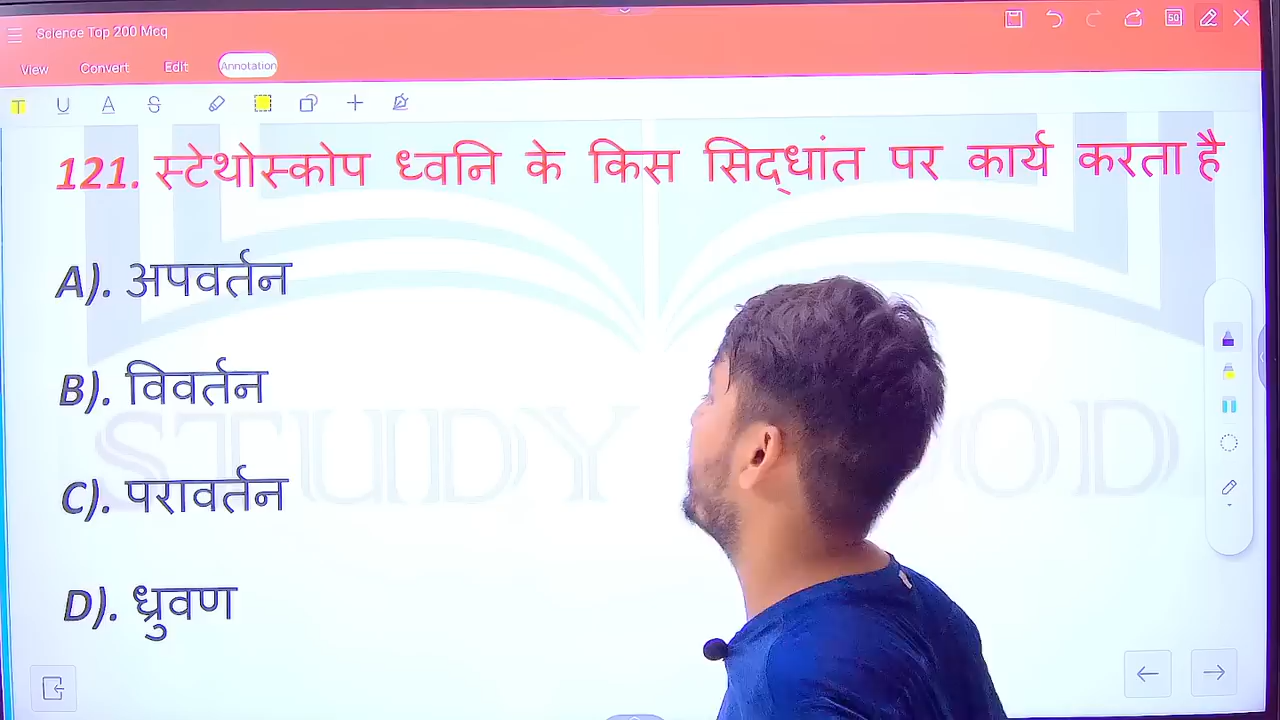 Science Top 200 Mcq
View Convert Edit Annotation
121. स्टेथोस्कोप ध्वनि के किस सिद्धांत पर कार्य करता है
A). अपवर्तन
B). विवर्तन
C). परावर्तन
D). ध्रुवण
STUDY